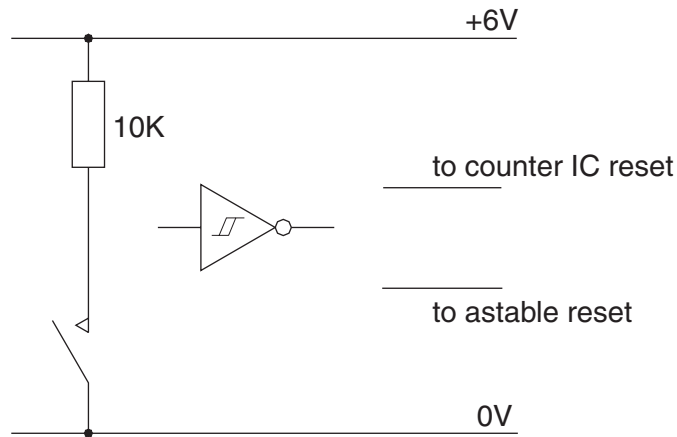 +6V
10K
to counter IC reset
to astable reset
0V